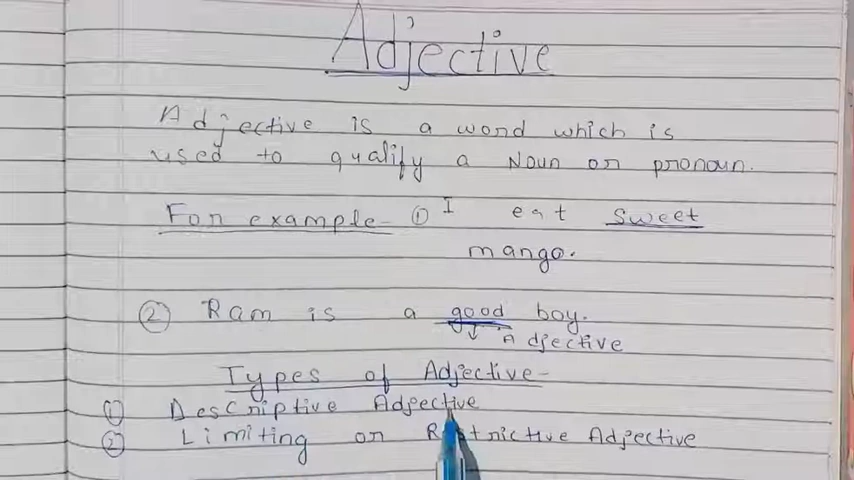 Adjective
Adjective is a word which is
used to qualify a Noun or pronoun.
For example- ① I eat Sweet
mango.
② Ram is a good boy.
Adjective
Types of Adjective-
① Descriptive Adjective
② Limiting or Restrictive Adjective